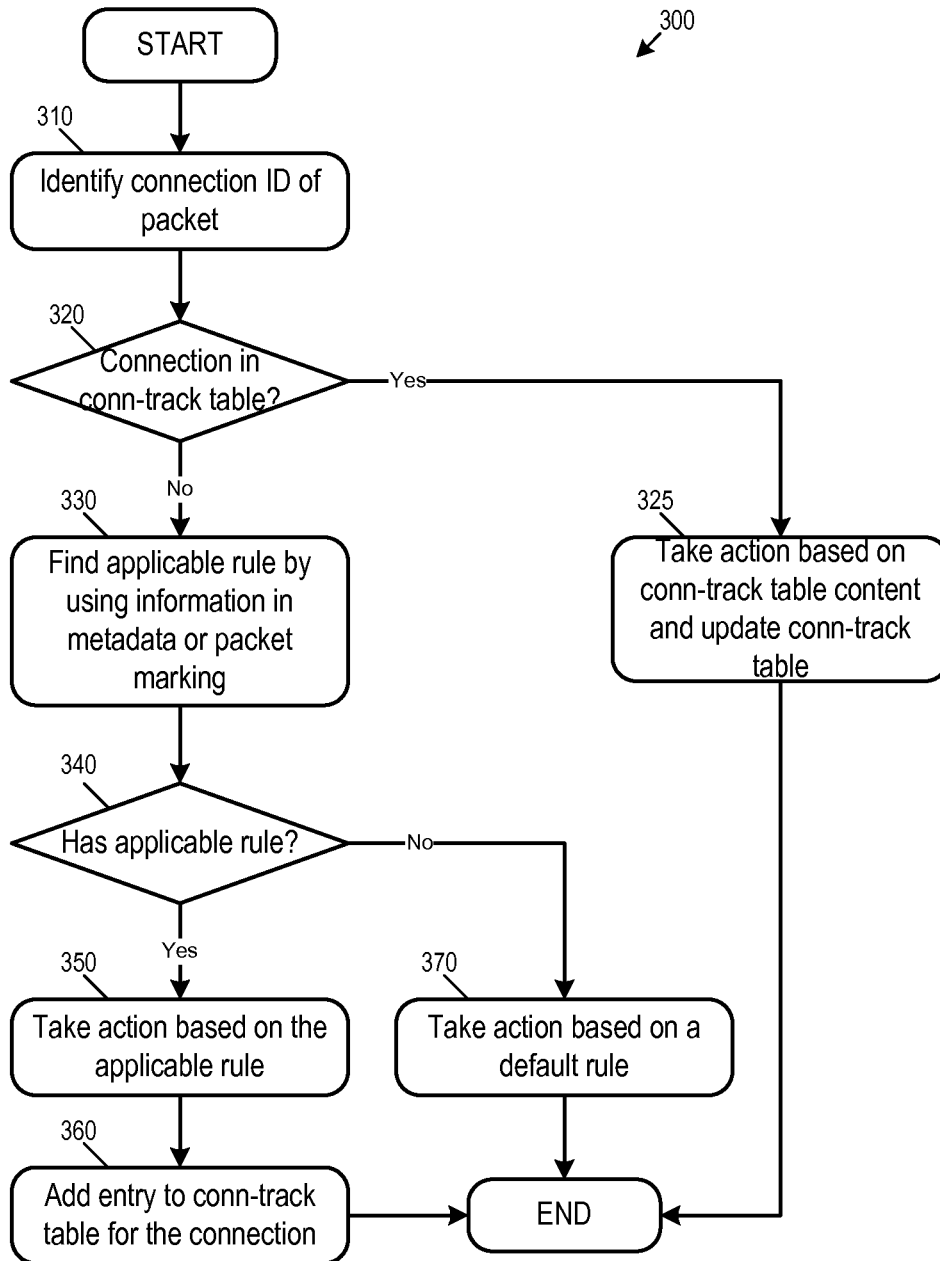 START
300
310
Identify connection ID of
packet
320
Connection in
conn-track table?
Yes
No
330
Find applicable rule by
using information in
metadata or packet
marking
325
Take action based on
conn-track table content
and update conn-track
table
340
Has applicable rule?
No
Yes
350
Take action based on the
applicable rule
370
Take action based on a
default rule
360
Add entry to conn-track
table for the connection
END